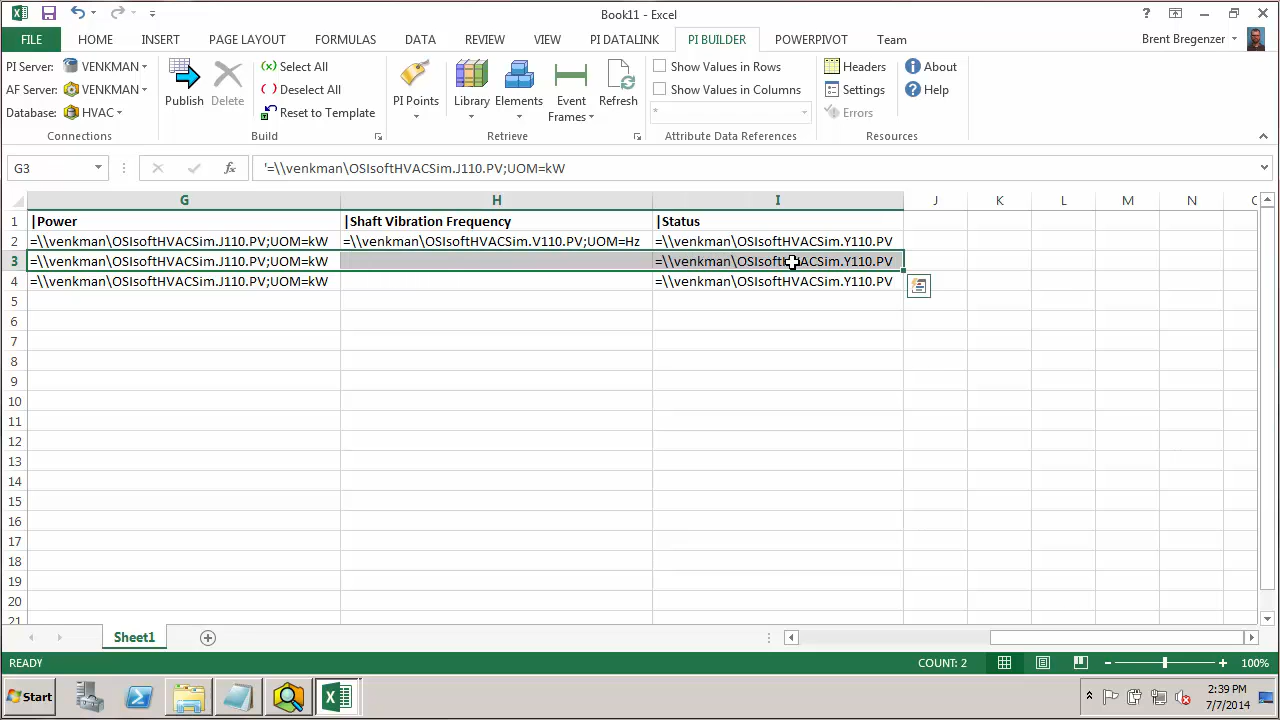 Book11 - Excel
FILE HOME INSERT PAGE LAYOUT FORMULAS DATA REVIEW VIEW PI DATALINK PI BUILDER POWERPIVOT Team Brent Bregenzer
PI Server: VENKMAN
AF Server: VENKMAN
Database: HVAC
Connections
Publish
Delete
(x) Select All
( ) Deselect All
Reset to Template
Build
PI Points
Library
Elements
Event Frames
Refresh
Retrieve
Show Values in Rows
Show Values in Columns
*
Attribute Data References
Headers
Settings
Errors
About
Help
Resources
G3 fx '=\\venkman\OSIsoftHVACSim.J110.PV;UOM=kW
G H I J K L M N O
1 |Power |Shaft Vibration Frequency |Status
2 =\\venkman\OSIsoftHVACSim.J110.PV;UOM=kW =\\venkman\OSIsoftHVACSim.V110.PV;UOM=Hz =\\venkman\OSIsoftHVACSim.Y110.PV
3 =\\venkman\OSIsoftHVACSim.J110.PV;UOM=kW =\\venkman\OSIsoftHVACSim.Y110.PV
4 =\\venkman\OSIsoftHVACSim.J110.PV;UOM=kW =\\venkman\OSIsoftHVACSim.Y110.PV
5
6
7
8
9
10
11
12
13
14
15
16
17
18
19
20
21
Sheet1
READY COUNT: 2 100%
Start 2:39 PM
7/7/2014